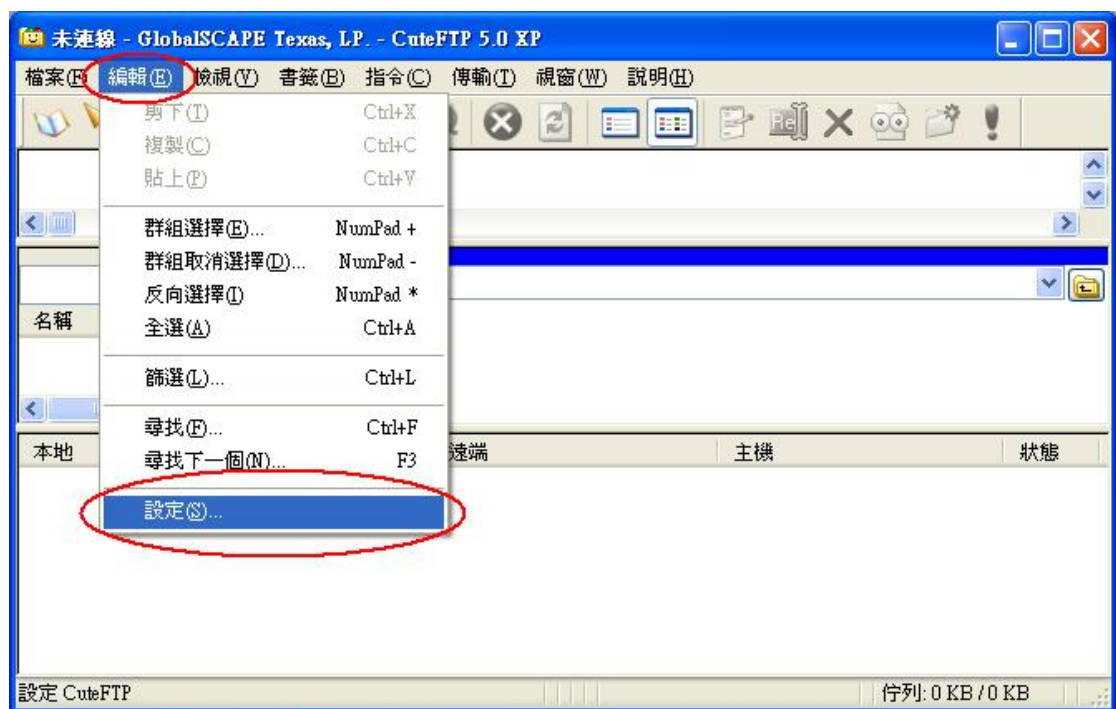 未連線 - GlobalSCAPE Texas, LP. - CuteFTP 5.0 XP
檔案(F) 編輯(E) 檢視(V) 書籤(B) 指令(C) 傳輸(T) 視窗(W) 說明(H)
剪下(T) Ctrl+X
複製(C) Ctrl+C
貼上(P) Ctrl+V
群組選擇(E)... NumPad +
群組取消選擇(D)... NumPad -
反向選擇(I) NumPad *
名稱
全選(A) Ctrl+A
篩選(L)... Ctrl+L
尋找(F)... Ctrl+F
本地 遠端 主機 狀態
尋找下一個(N)... F3
設定(S)...
設定 CuteFTP 佇列: 0 KB / 0 KB